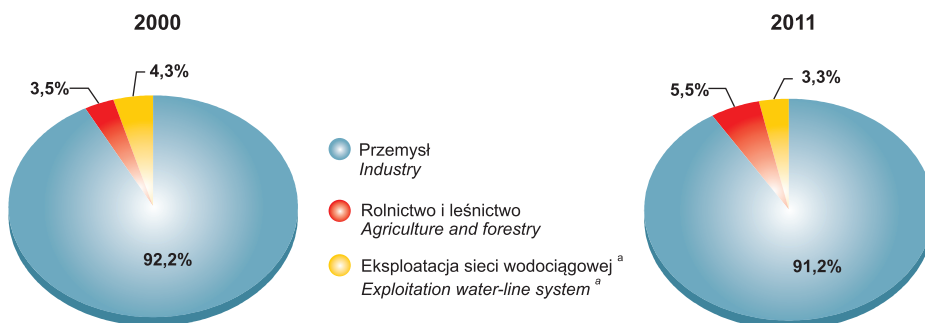 2000
3,5%
4,3%
92,2%
Przemysł
Industry
Rolnictwo i leśnictwo
Agriculture and forestry
Eksploatacja sieci wodociągowej a
Exploitation water-line system a
2011
5,5%
3,3%
91,2%